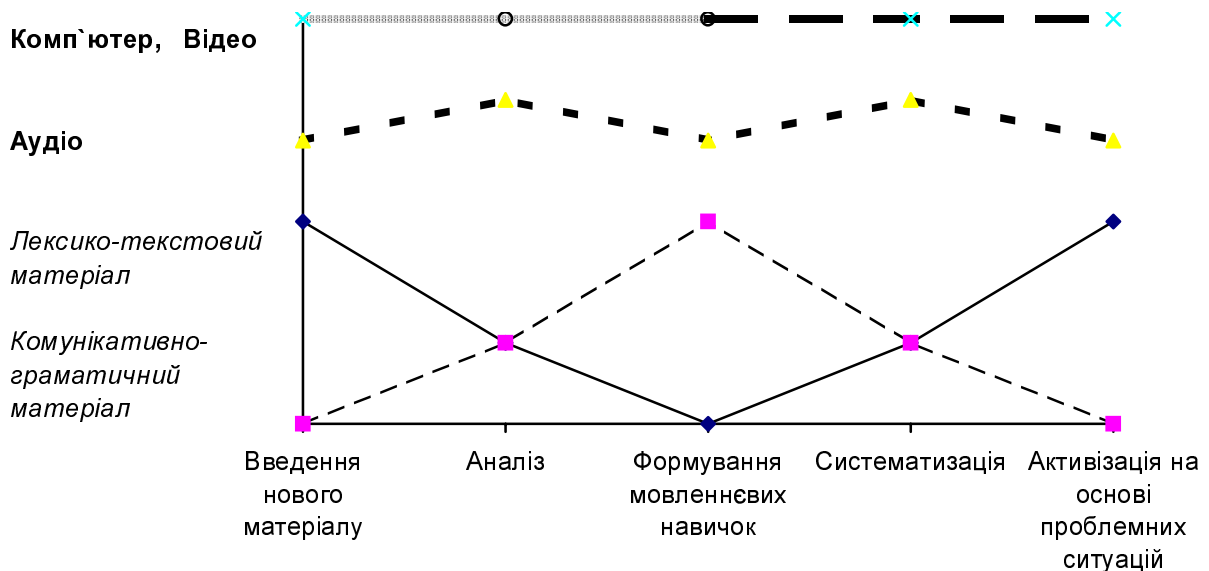 Комп`ютер, Відео
Аудіо
Лексико-текстовий
матеріал
Комунікативно-
граматичний
матеріал
Введення
нового
матеріалу
Аналіз
Формування
мовленнєвих
навичок
Систематизація
Активізація на
основі
проблемних
ситуацій